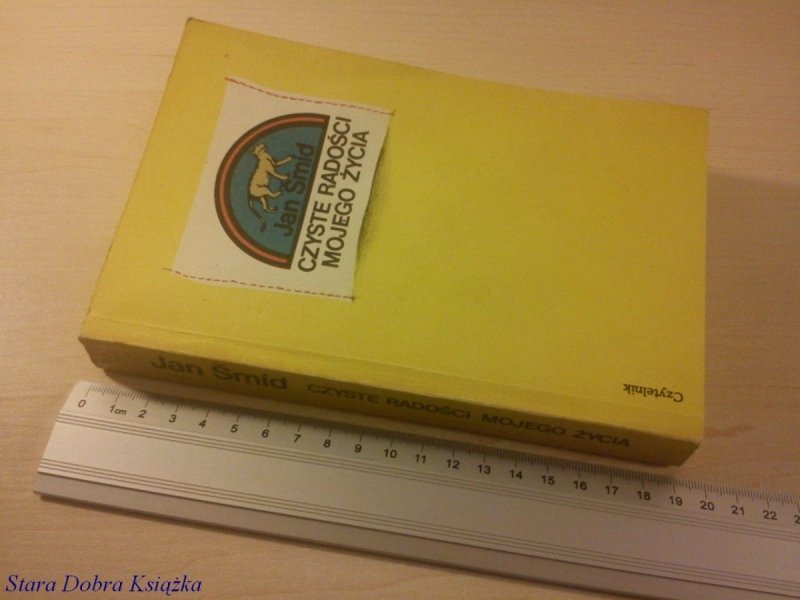 Jan Šmid
CZYSTE RADOŚCI
MOJEGO ŻYCIA
Czytelnik
Jan Šmid CZYSTE RADOŚCI MOJEGO ŻYCIA
0 1cm 2 3 4 5 6 7 8 9 10 11 12 13 14 15 16 17 18 19 20 21 22
Stara Dobra Książka